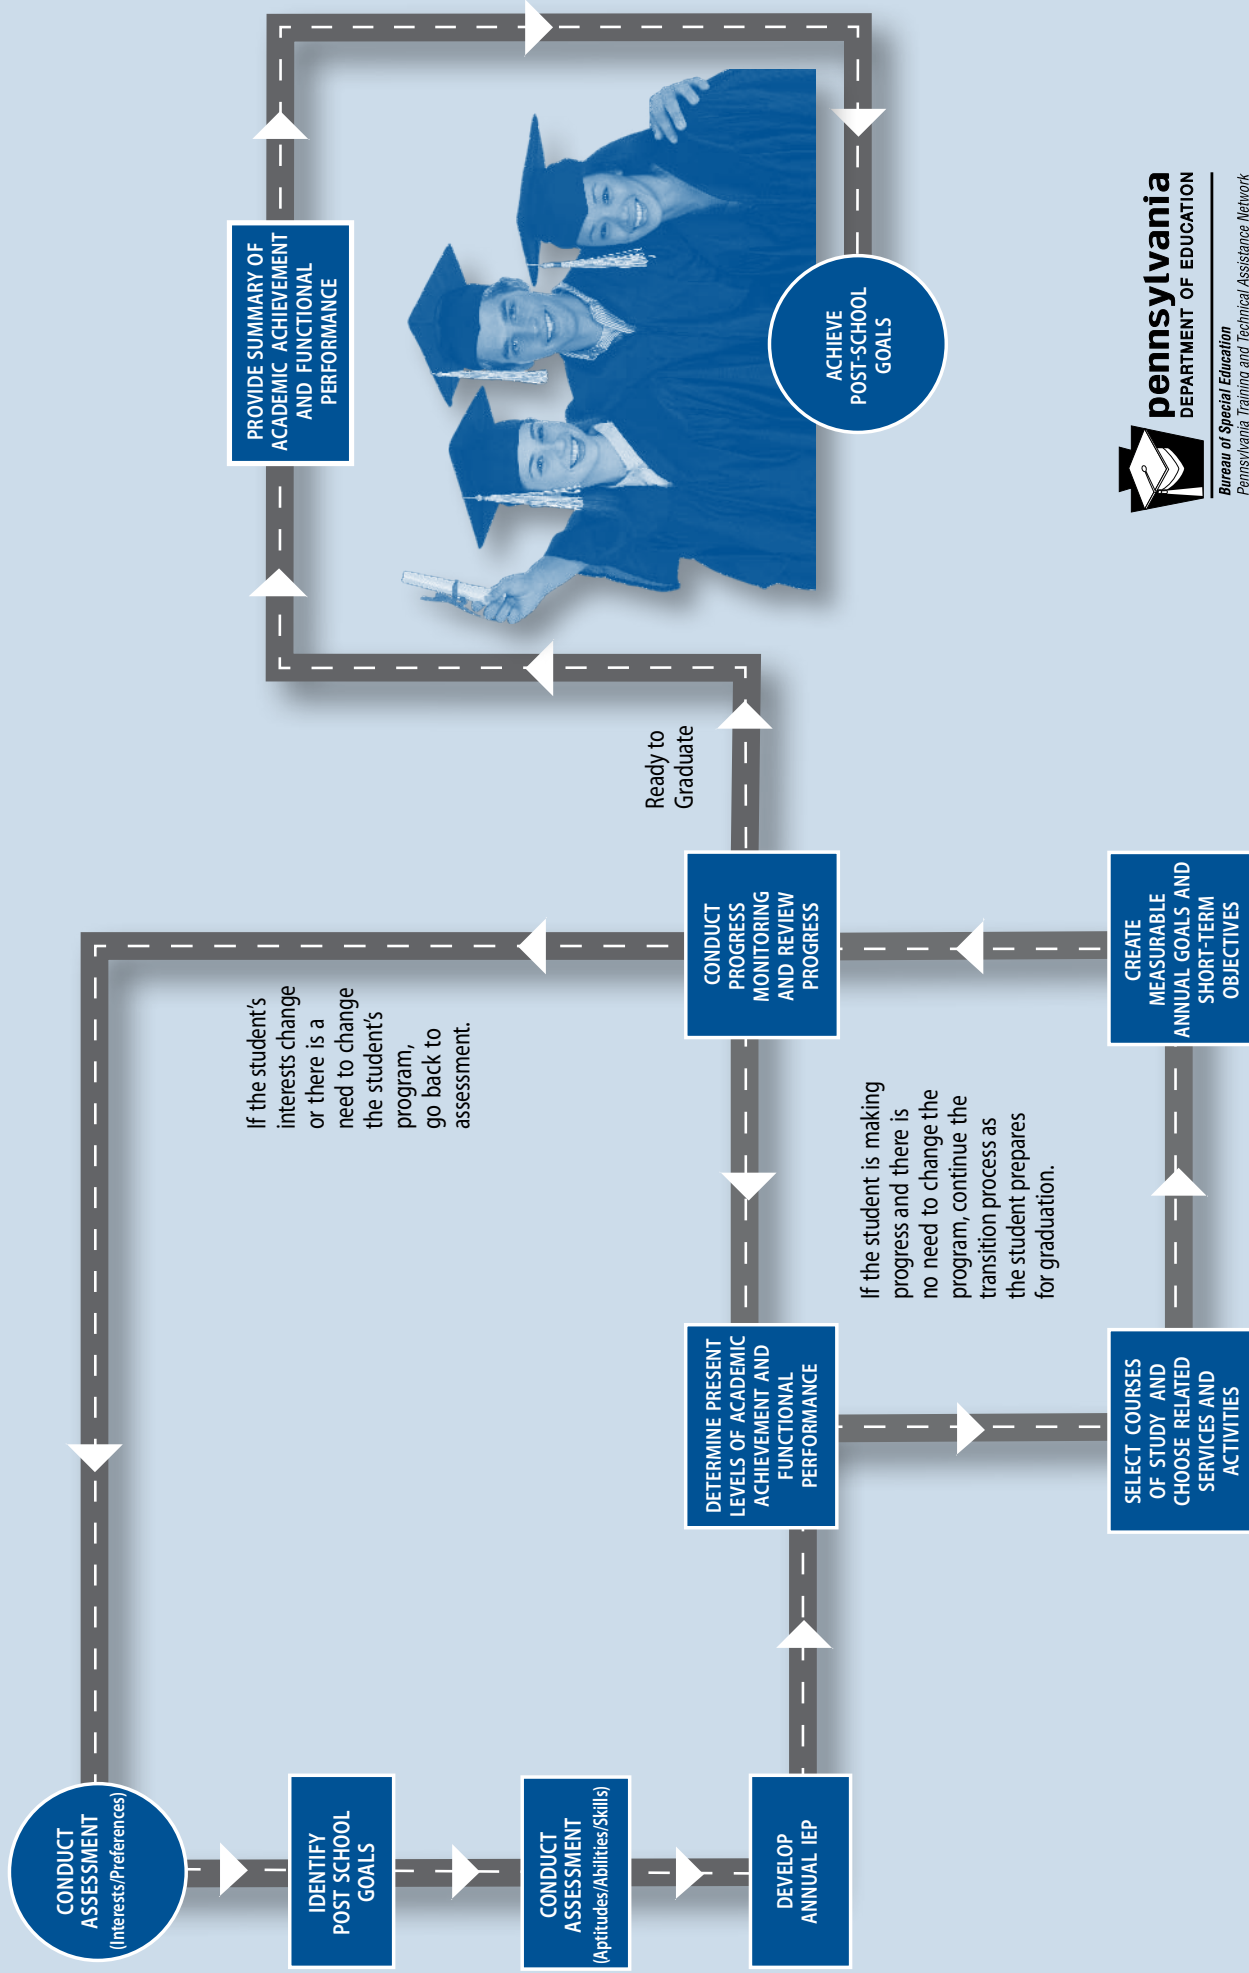 CONDUCT
ASSESSMENT
(Interests/Preferences)
IDENTIFY
POST SCHOOL
GOALS
CONDUCT
ASSESSMENT
(Aptitudes/Abilities/Skills)
DEVELOP
ANNUAL IEP
DETERMINE PRESENT
LEVELS OF ACADEMIC
ACHIEVEMENT AND
FUNCTIONAL
PERFORMANCE
SELECT COURSES
OF STUDY AND
CHOOSE RELATED
SERVICES AND
ACTIVITIES
CREATE
MEASURABLE
ANNUAL GOALS AND
SHORT-TERM
OBJECTIVES
CONDUCT
PROGRESS
MONITORING
AND REVIEW
PROGRESS
If the student's
interests change
or there is a
need to change
the student's
program,
go back to
assessment.
If the student is making
progress and there is
no need to change the
program, continue the
transition process as
the student prepares
for graduation.
Ready to
Graduate
PROVIDE SUMMARY OF
ACADEMIC ACHIEVEMENT
AND FUNCTIONAL
PERFORMANCE
ACHIEVE
POST-SCHOOL
GOALS
pennsylvania
DEPARTMENT OF EDUCATION
Bureau of Special Education
Pennsylvania Training and Technical Assistance Network